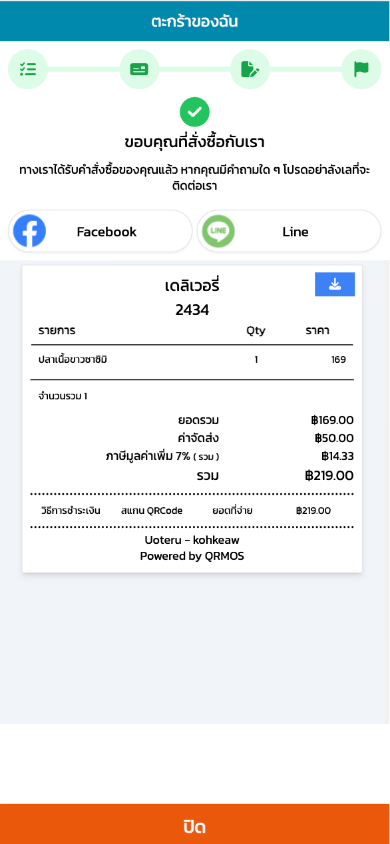 ตะกร้าของฉัน
ขอบคุณที่สั่งซื้อกับเรา
ทางเราได้รับคำสั่งซื้อของคุณแล้ว หากคุณมีคำถามใด ๆ โปรดอย่าลังเลที่จะ
ติดต่อเรา
Facebook
LINE Line
เดลิเวอรี่
2434
รายการ Qty ราคา
ปลาเนื้อขาวซาซิมิ 1 169
จำนวนรวม 1
ยอดรวม ฿169.00
ค่าจัดส่ง ฿50.00
ภาษีมูลค่าเพิ่ม 7% ( รวม ) ฿14.33
รวม ฿219.00
วิธีการชำระเงิน สแกน QRCode ยอดที่จ่าย ฿219.00
Uoteru - kohkeaw
Powered by QRMOS
ปิด